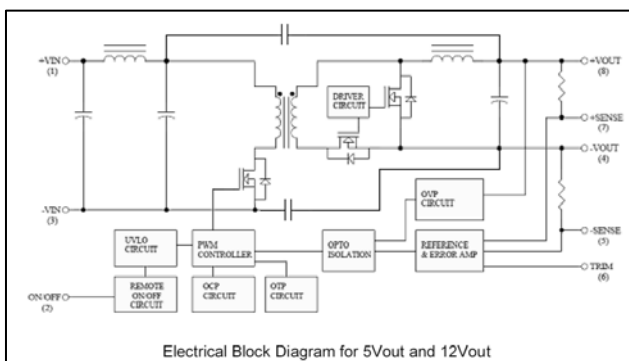 +VIN
(1)
+VOUT
(8)
DRIVER
CIRCUIT
+SENSE
(7)
-VOUT
(4)
-VIN
(3)
OVP
CIRCUIT
UVLO
CIRCUIT
PWM
CONTROLLER
OPTO
ISOLATION
REFERENCE
& ERROR AMP
-SENSE
(5)
TRIM
(6)
ON/OFF
(2)
REMOTE
ON/OFF
CIRCUIT
OCP
CIRCUIT
OTP
CIRCUIT
Electrical Block Diagram for 5Vout and 12Vout